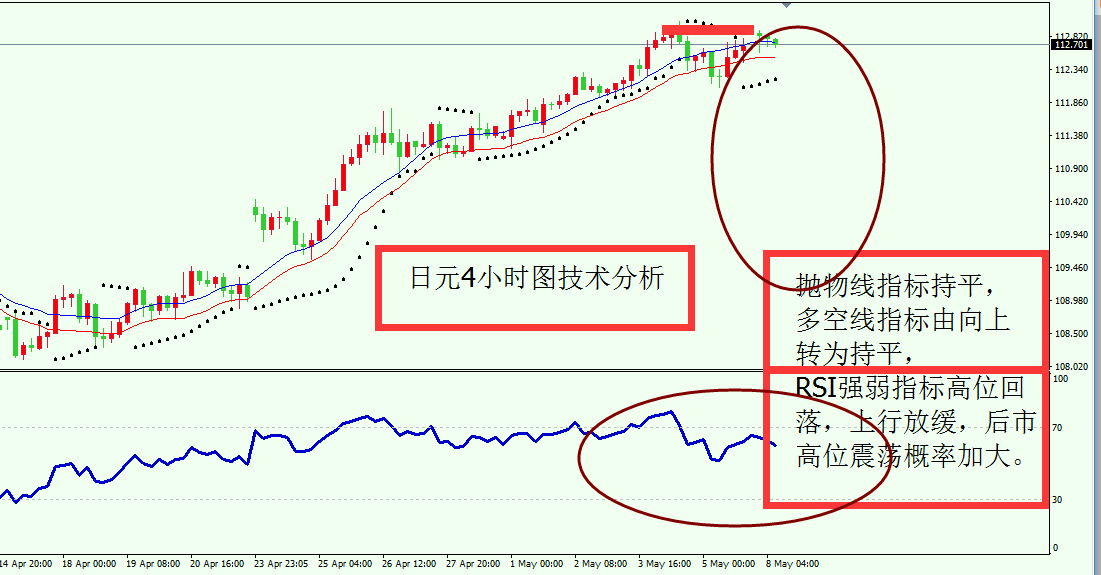 112.820
112.701
112.340
111.860
111.380
110.900
110.420
109.940
109.460
108.980
108.500
108.020
日元4小时图技术分析
抛物线指标持平，
多空线指标由向上
转为持平，
RSI强弱指标高位回
落，上行放缓，后市
高位震荡概率加大。
100
70
30
0
14 Apr 20:00 18 Apr 00:00 19 Apr 08:00 20 Apr 16:00 23 Apr 23:05 25 Apr 04:00 26 Apr 12:00 27 Apr 20:00 1 May 00:00 2 May 08:00 3 May 16:00 5 May 00:00 8 May 04:00